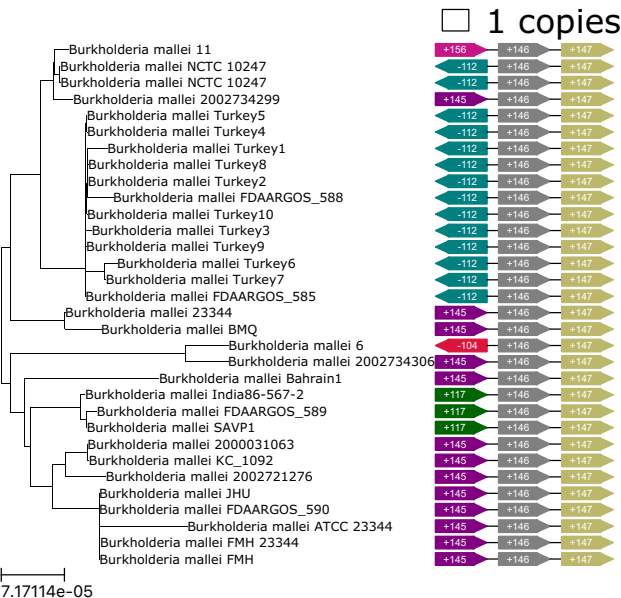 1 copies
Burkholderia mallei 11 +156 +146 +147
Burkholderia mallei NCTC 10247 -112 +146 +147
Burkholderia mallei NCTC 10247 -112 +146 +147
Burkholderia mallei 2002734299 +145 +146 +147
Burkholderia mallei Turkey5 -112 +146 +147
Burkholderia mallei Turkey4 -112 +146 +147
Burkholderia mallei Turkey1 -112 +146 +147
Burkholderia mallei Turkey8 -112 +146 +147
Burkholderia mallei Turkey2 -112 +146 +147
Burkholderia mallei FDAARGOS_588 -112 +146 +147
Burkholderia mallei Turkey10 -112 +146 +147
Burkholderia mallei Turkey3 -112 +146 +147
Burkholderia mallei Turkey9 -112 +146 +147
Burkholderia mallei Turkey6 -112 +146 +147
Burkholderia mallei Turkey7 -112 +146 +147
Burkholderia mallei FDAARGOS_585 -112 +146 +147
Burkholderia mallei 23344 +145 +146 +147
Burkholderia mallei BMQ +145 +146 +147
Burkholderia mallei 6 -104 +146 +147
Burkholderia mallei 2002734306 +145 +146 +147
Burkholderia mallei Bahrain1 +145 +146 +147
Burkholderia mallei India86-567-2 +117 +146 +147
Burkholderia mallei FDAARGOS_589 +117 +146 +147
Burkholderia mallei SAVP1 +117 +146 +147
Burkholderia mallei 2000031063 +145 +146 +147
Burkholderia mallei KC_1092 +145 +146 +147
Burkholderia mallei 2002721276 +145 +146 +147
Burkholderia mallei JHU +145 +146 +147
Burkholderia mallei FDAARGOS_590 +145 +146 +147
Burkholderia mallei ATCC 23344 +145 +146 +147
Burkholderia mallei FMH 23344 +145 +146 +147
Burkholderia mallei FMH +145 +146 +147
7.17114e-05